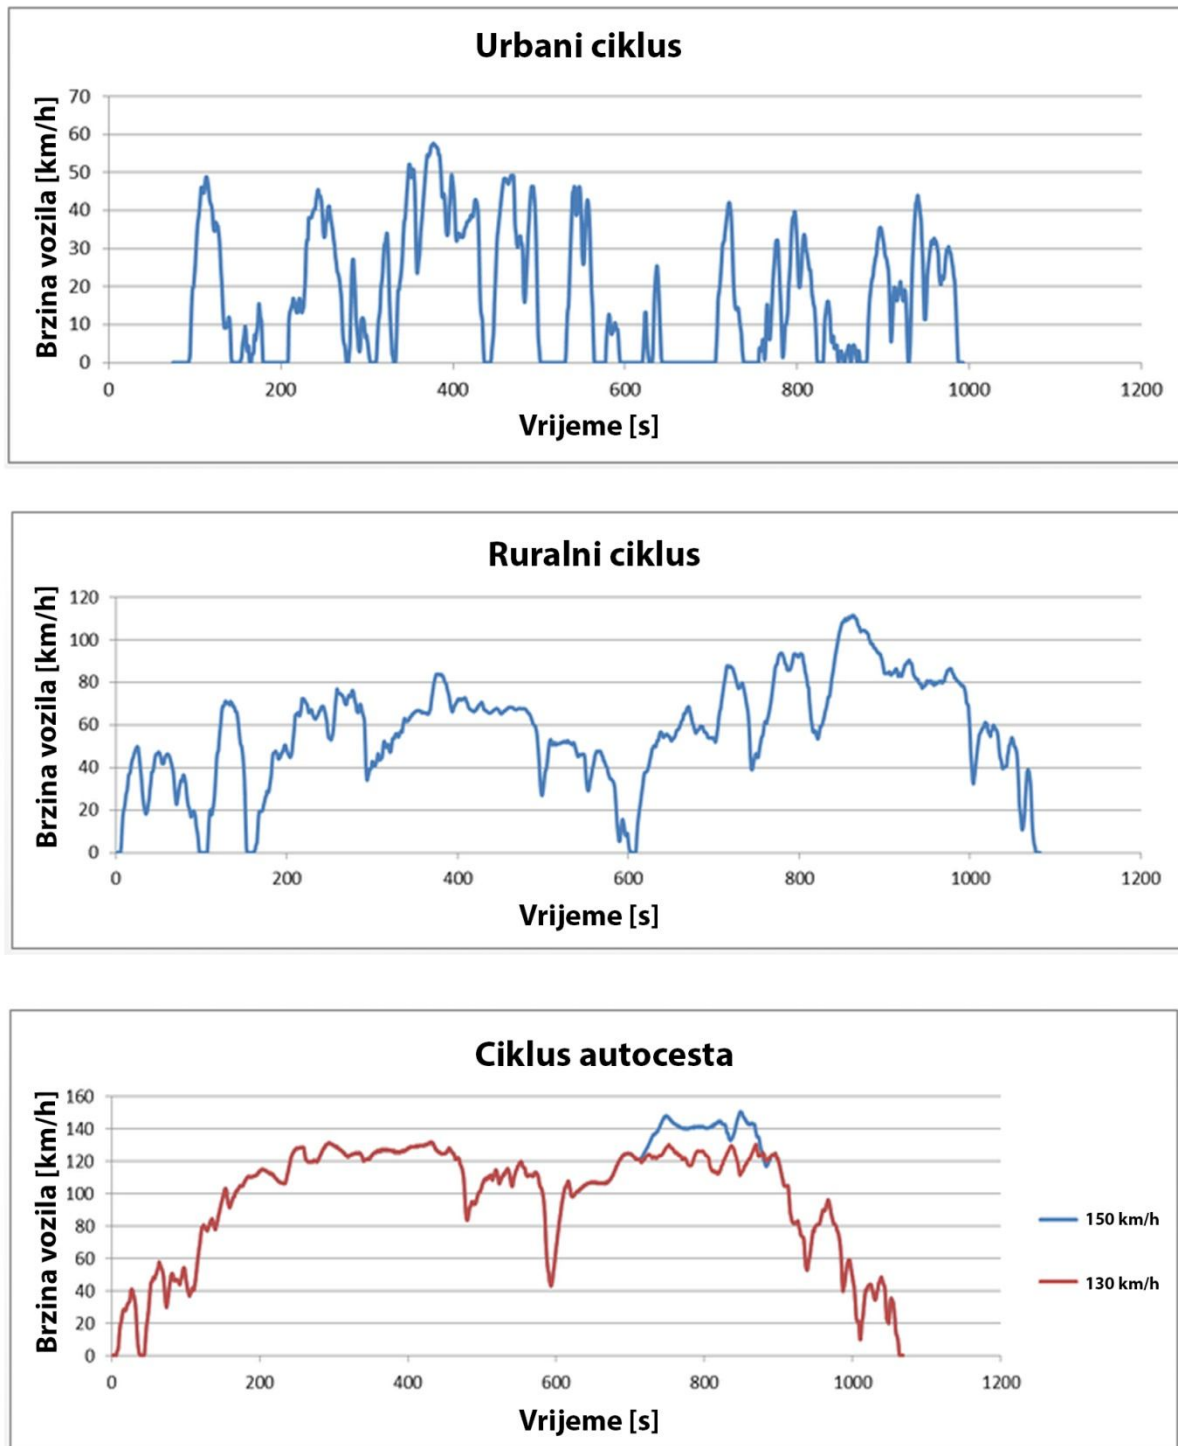 Urbani ciklus
Brzina vozila [km/h]
70
60
50
40
30
20
10
0
0 200 400 600 800 1000 1200
Vrijeme [s]
Ruralni ciklus
Brzina vozila [km/h]
120
100
80
60
40
20
0
0 200 400 600 800 1000 1200
Vrijeme [s]
Ciklus autocesta
Brzina vozila [km/h]
160
140
120
100
80
60
40
20
0
0 200 400 600 800 1000 1200
Vrijeme [s]
150 km/h
130 km/h